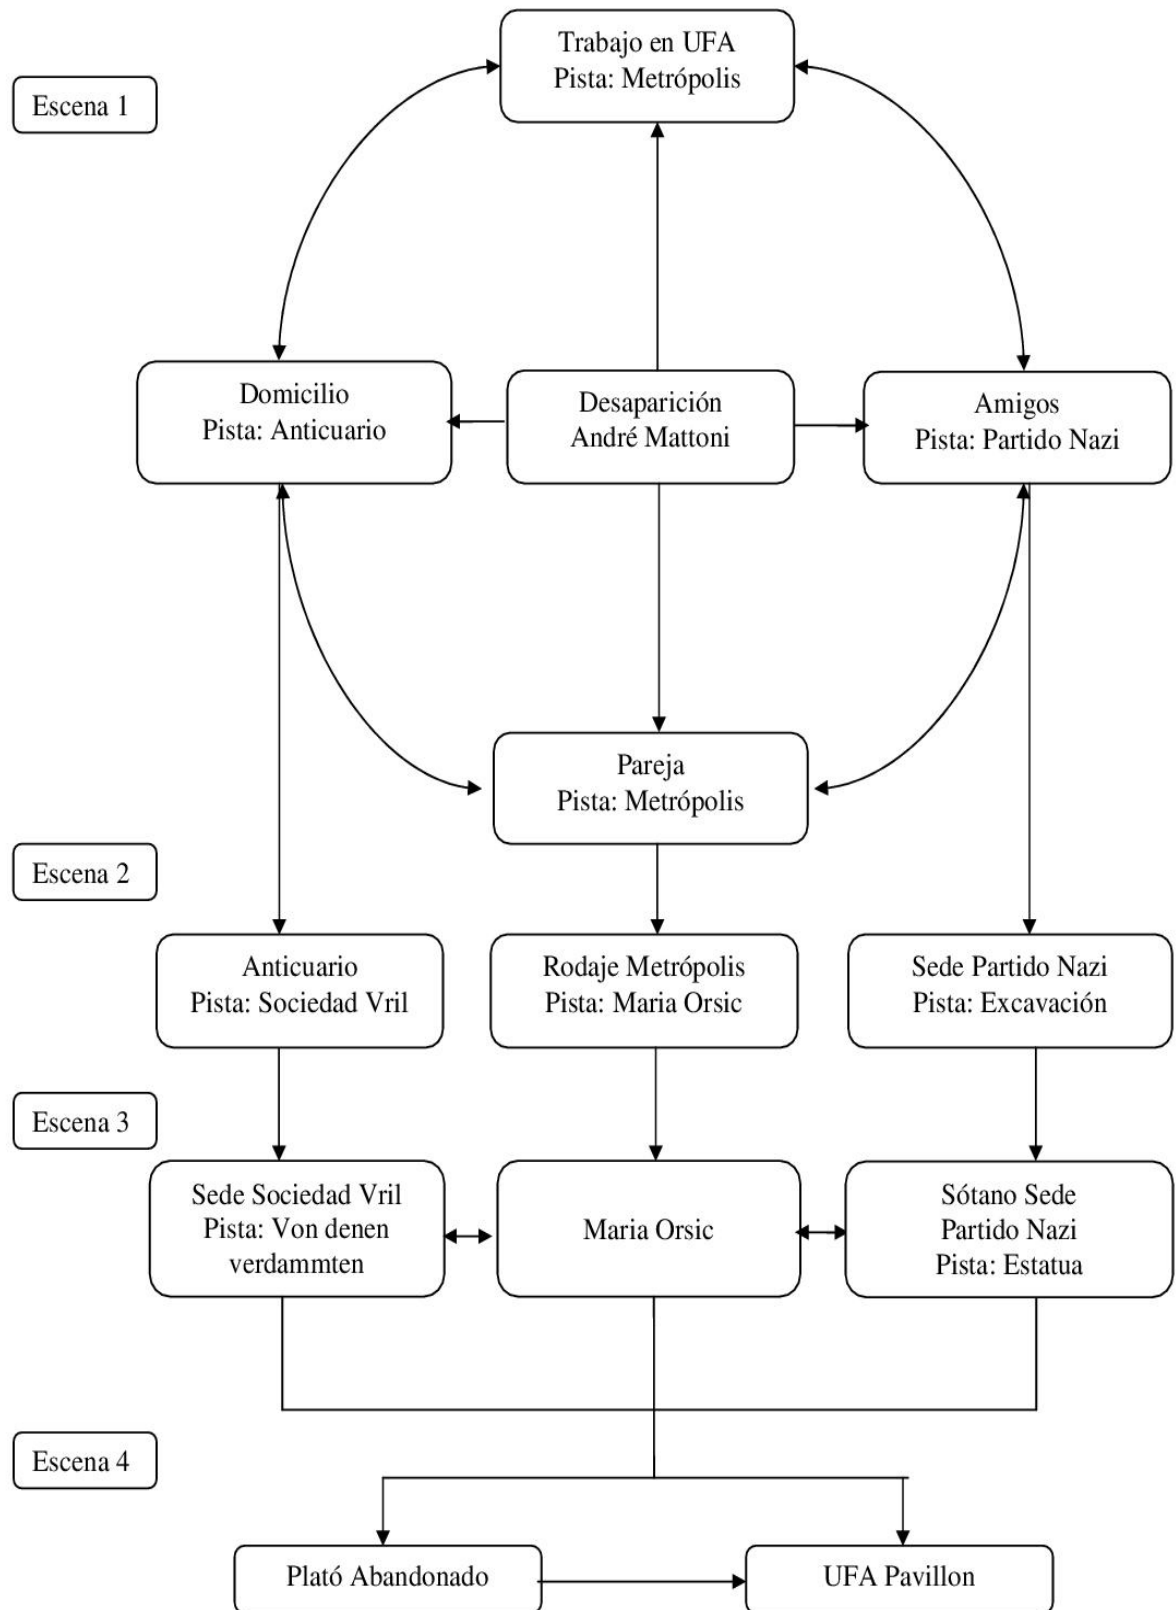 Trabajo en UFA
Pista: Metrópolis
Escena 1
Domicilio
Pista: Anticuario
Desaparición
André Mattoni
Amigos
Pista: Partido Nazi
Pareja
Pista: Metrópolis
Escena 2
Anticuario
Pista: Sociedad Vril
Rodaje Metrópolis
Pista: Maria Orsic
Sede Partido Nazi
Pista: Excavación
Escena 3
Sede Sociedad Vril
Pista: Von denen
verdammten
Maria Orsic
Sótano Sede
Partido Nazi
Pista: Estatua
Escena 4
Plató Abandonado
UFA Pavillon